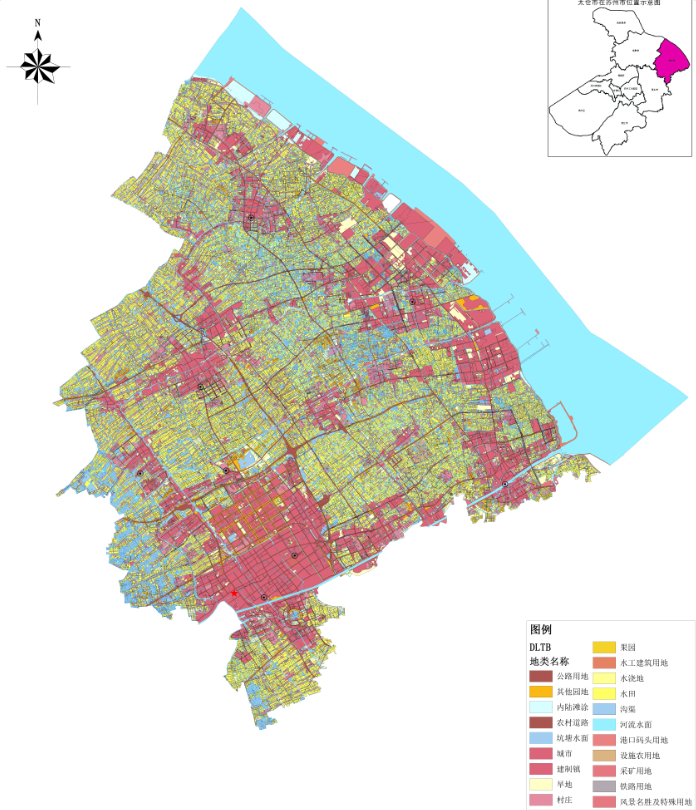 太仓市在苏州市位置示意图
N
图例
DLTB
地类名称
公路用地
其他园地
内陆滩涂
农村道路
坑塘水面
城市
建制镇
旱地
村庄
果园
水工建筑用地
水浇地
水田
沟渠
河流水面
港口码头用地
设施农用地
采矿用地
铁路用地
风景名胜及特殊用地